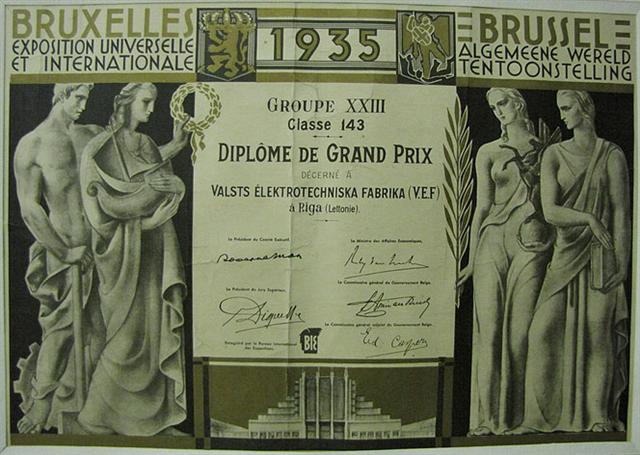 BRUXELLES
EXPOSITION UNIVERSELLE
ET INTERNATIONALE
1935
BRUSSEL
ALGEMEENE WERELD
TENTOONSTELLING
GROUPE XXIII
Classe 143
DIPLÔME DE GRAND PRIX
DÉCERNÉ À
VALSTS ĒLEKTROTECHNISKA FABRIKA (V.E.F)
à Riga (Lettonie).
Le Président du Comité Exécutif,
Le Ministre des Affaires Économiques,
Le Président du Jury Supérieur,
Le Commissaire général du Gouvernement Belge,
Le Commissaire général adjoint du Gouvernement Belge,
Enregistré par le Bureau International
des Expositions.
BIE